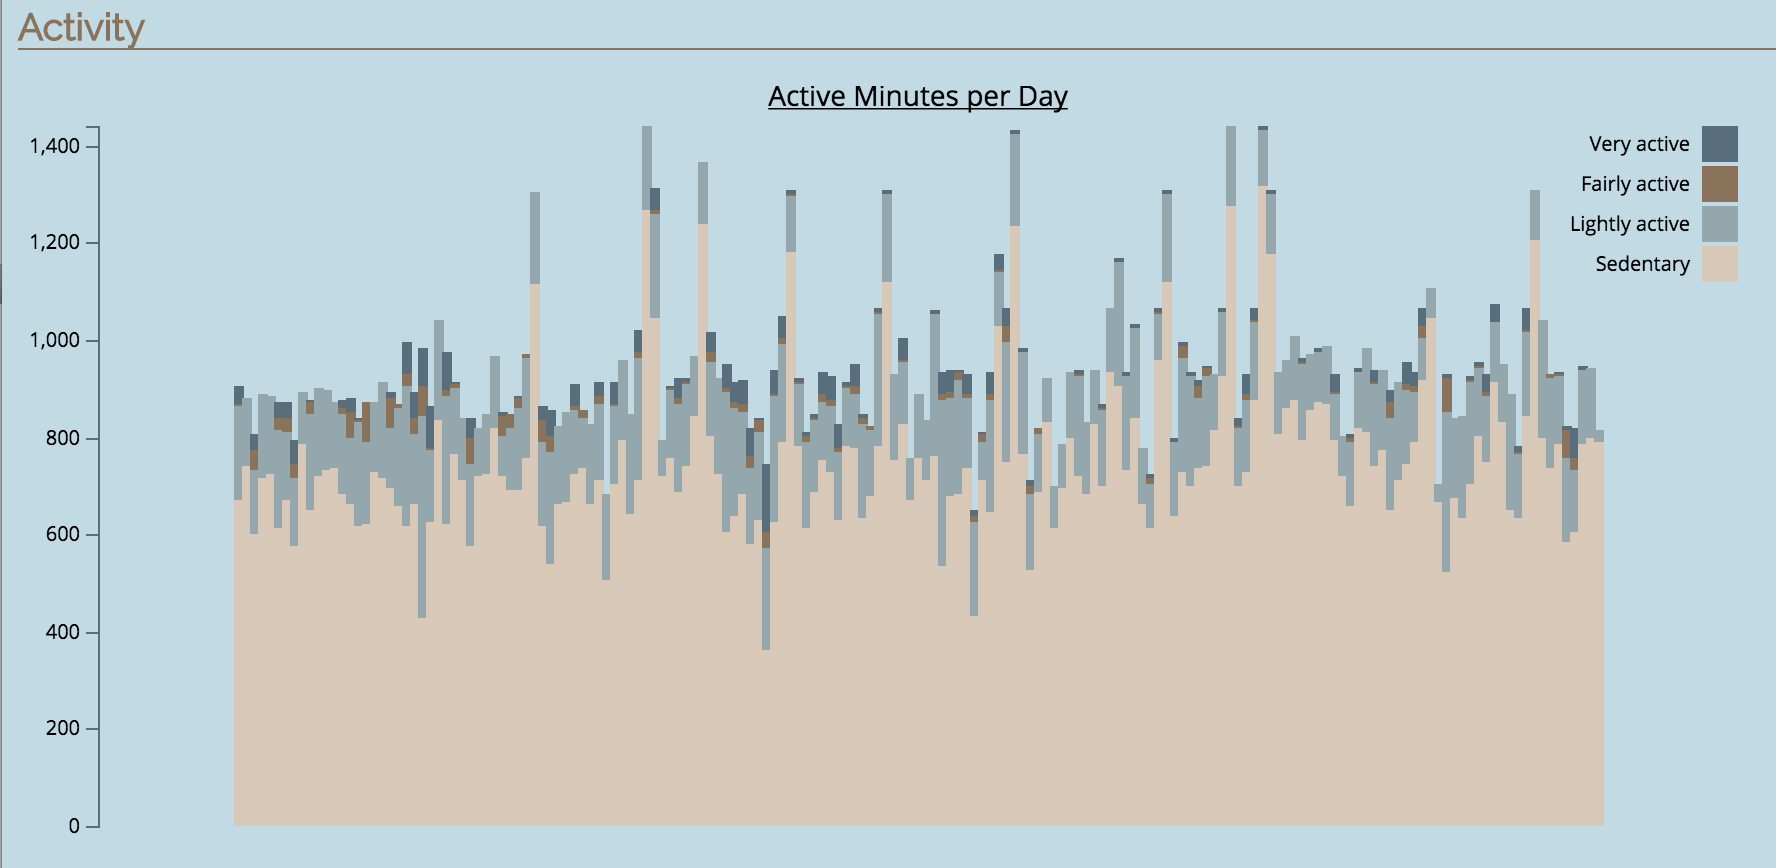 Activity
Active Minutes per Day
1,400
1,200
1,000
800
600
400
200
0
Very active
Fairly active
Lightly active
Sedentary